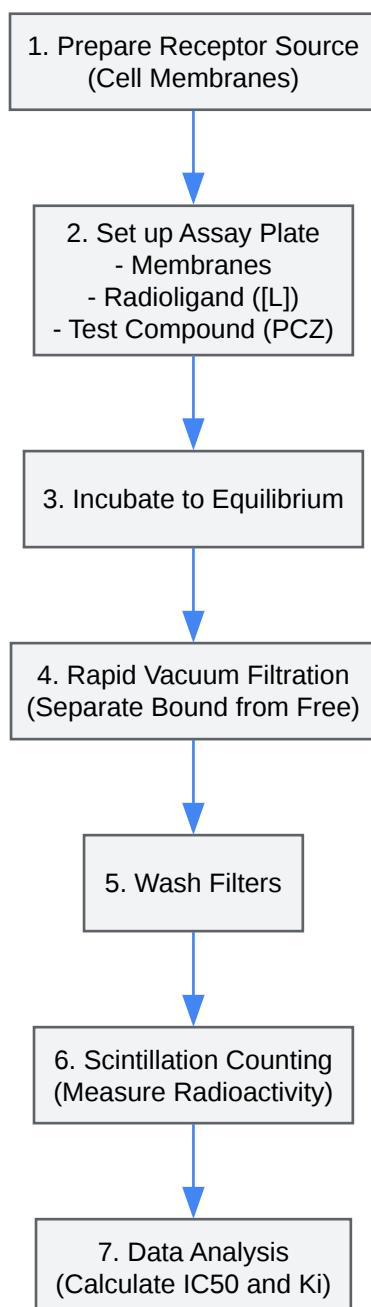 1. Prepare Receptor Source
(Cell Membranes)
2. Set up Assay Plate
- Membranes
- Radioligand ([L])
- Test Compound (PCZ)
3. Incubate to Equilibrium
4. Rapid Vacuum Filtration
(Separate Bound from Free)
5. Wash Filters
6. Scintillation Counting
(Measure Radioactivity)
7. Data Analysis
(Calculate IC50 and Ki)